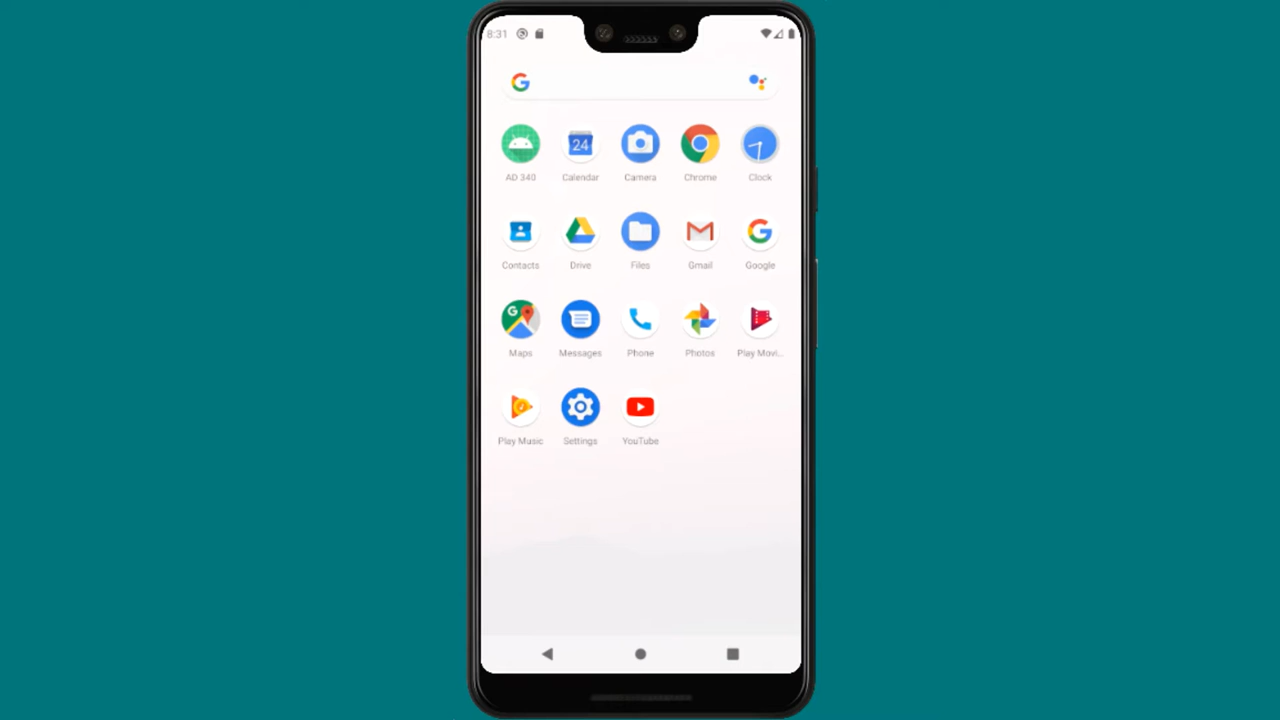 8:31
AD 340 Calendar Camera Chrome Clock
24
Contacts Drive Files Gmail Google
Maps Messages Phone Photos Play Movi...
Play Music Settings YouTube